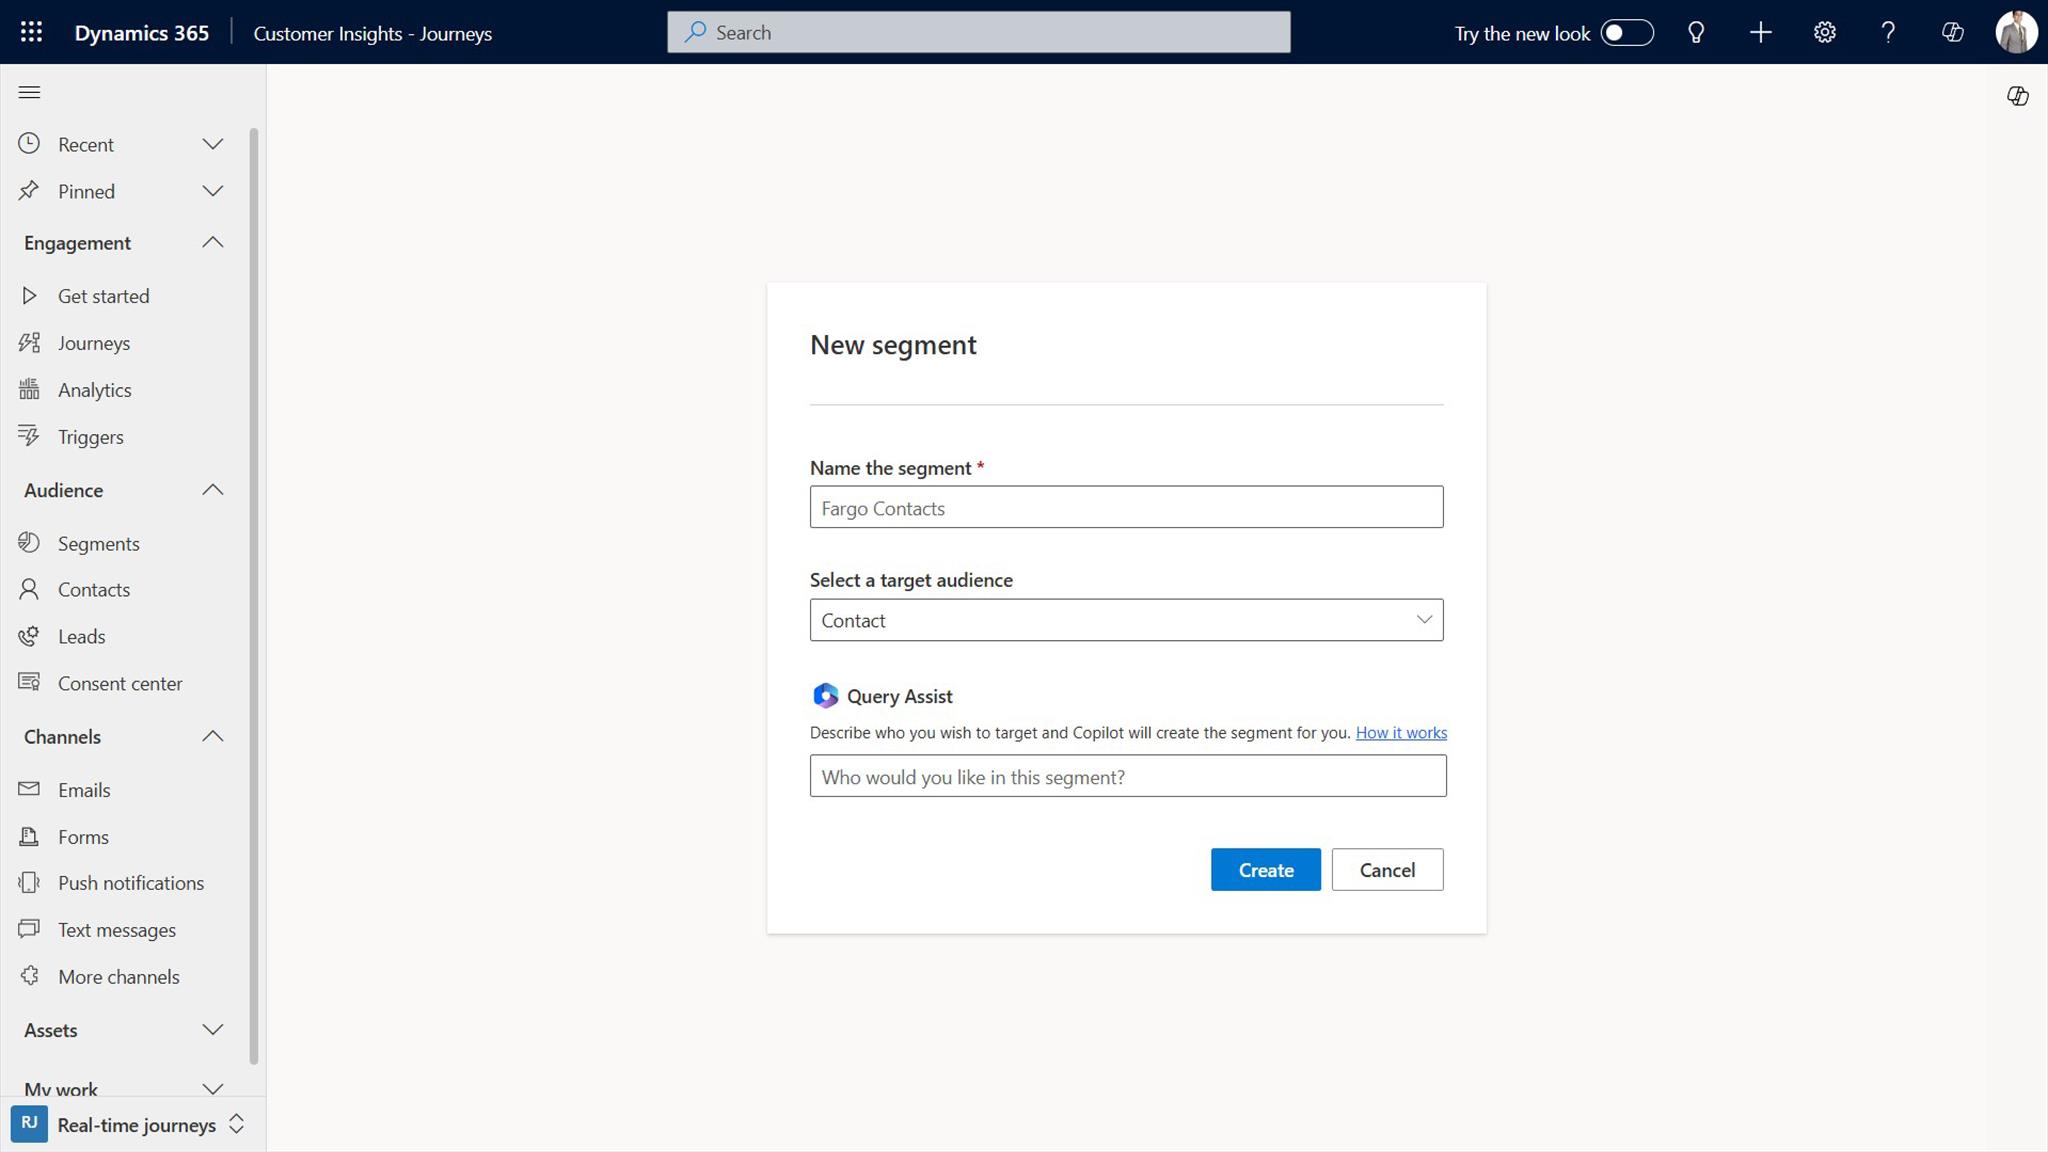 Dynamics 365
Customer Insights - Journeys
Search
Try the new look
Recent
Pinned
Engagement
Get started
Journeys
Analytics
Triggers
Audience
Segments
Contacts
Leads
Consent center
Channels
Emails
Forms
Push notifications
Text messages
More channels
Assets
My work
RJ
Real-time journeys
New segment
Name the segment *
Fargo Contacts
Select a target audience
Contact
Query Assist
Describe who you wish to target and Copilot will create the segment for you. How it works
Who would you like in this segment?
Create
Cancel